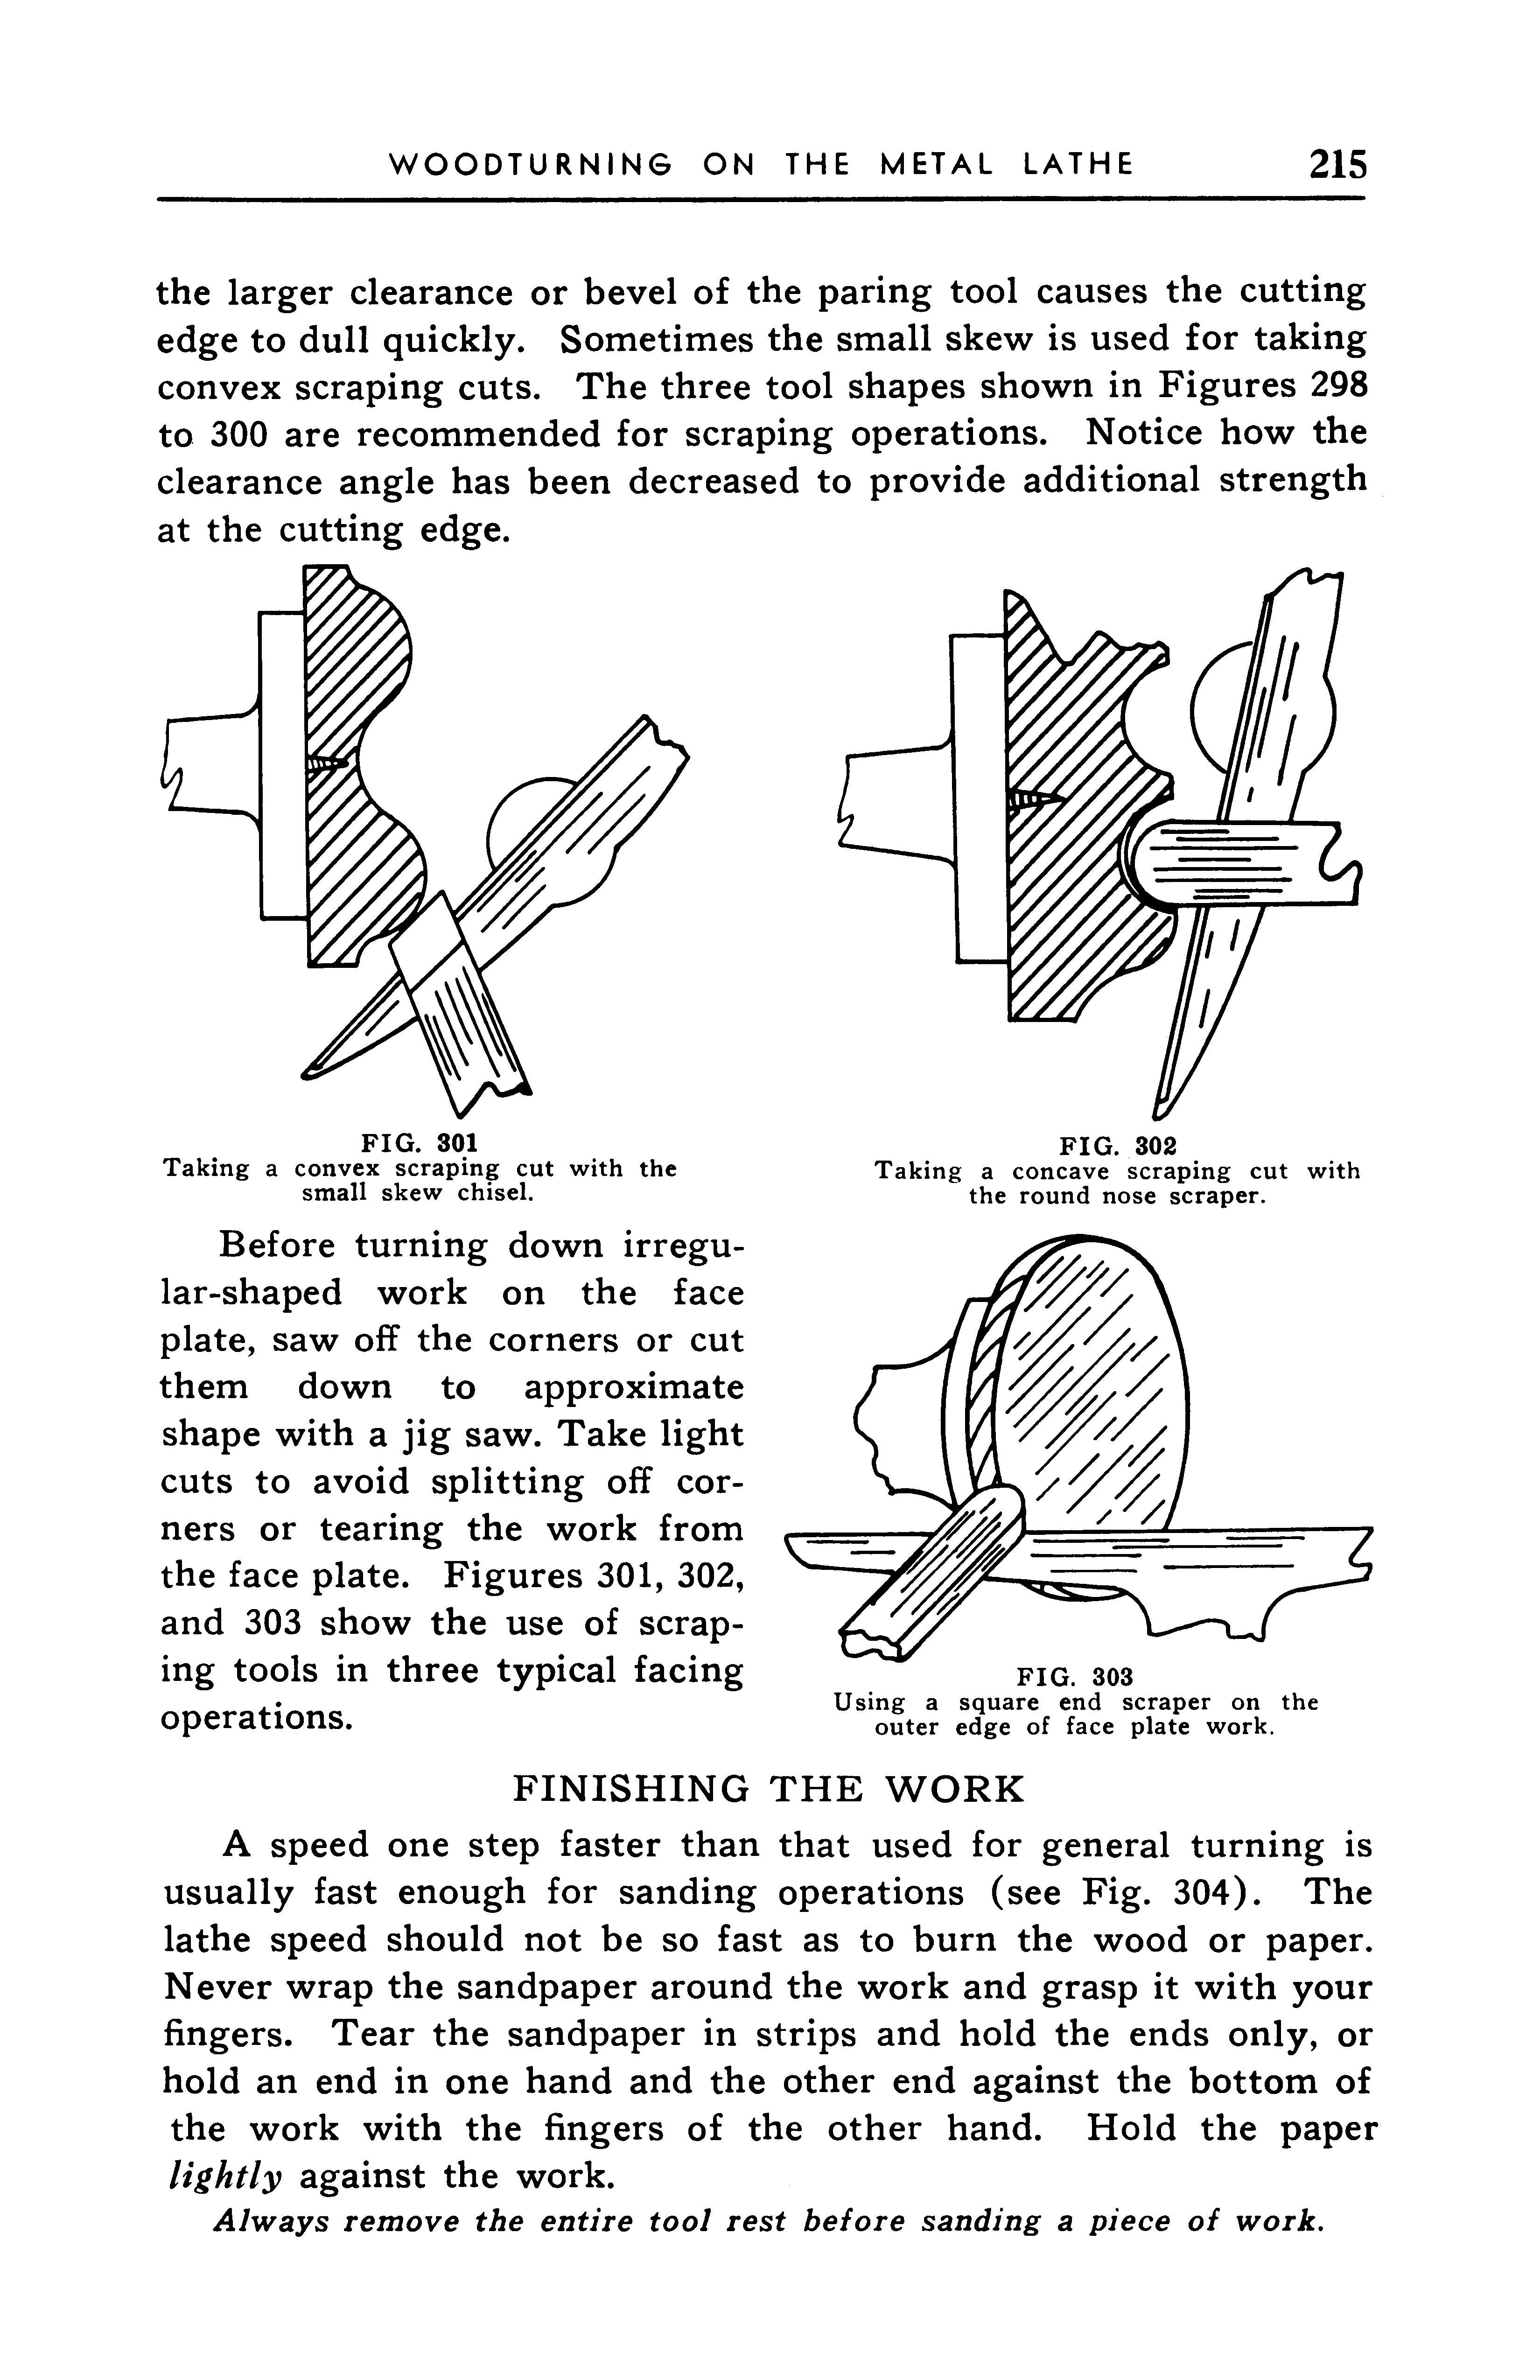 WOODTURNING ON THE METAL LATHE 215
the larger clearance or bevel of the paring tool causes the cutting
edge to dull quickly. Sometimes the small skew is used for taking
convex scraping cuts. The three tool shapes shown in Figures 298
to 300 are recommended for scraping operations. Notice how the
clearance angle has been decreased to provide additional strength
at the cutting edge.
FIG. 301
Taking a convex scraping cut with the
small skew chisel.
FIG. 302
Taking a concave scraping cut with
the round nose scraper.
Before turning down irregu-
lar-shaped work on the face
plate, saw off the corners or cut
them down to approximate
shape with a jig saw. Take light
cuts to avoid splitting off cor-
ners or tearing the work from
the face plate. Figures 301, 302,
and 303 show the use of scrap-
ing tools in three typical facing
operations.
FIG. 303
Using a square end scraper on the
outer edge of face plate work.
FINISHING THE WORK
A speed one step faster than that used for general turning is
usually fast enough for sanding operations (see Fig. 304). The
lathe speed should not be so fast as to burn the wood or paper.
Never wrap the sandpaper around the work and grasp it with your
fingers. Tear the sandpaper in strips and hold the ends only, or
hold an end in one hand and the other end against the bottom of
the work with the fingers of the other hand. Hold the paper
lightly against the work.
Always remove the entire tool rest before sanding a piece of work.